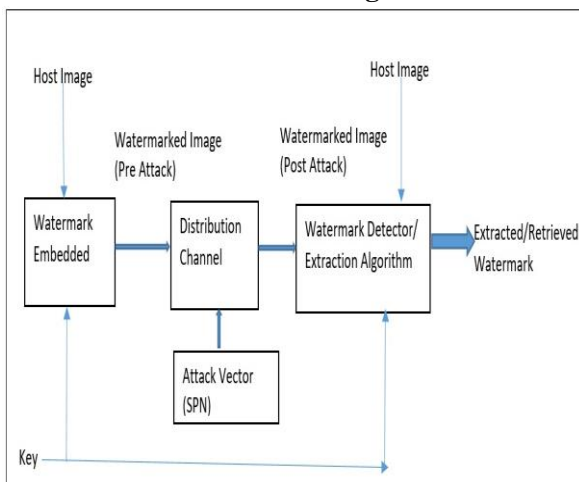 Host Image
Host Image
Watermarked Image
(Pre Attack)
Watermarked Image
(Post Attack)
Watermark
Embedded
Distribution
Channel
Watermark Detector/
Extraction Algorithm
Extracted/Retrieved
Watermark
Attack Vector
(SPN)
Key